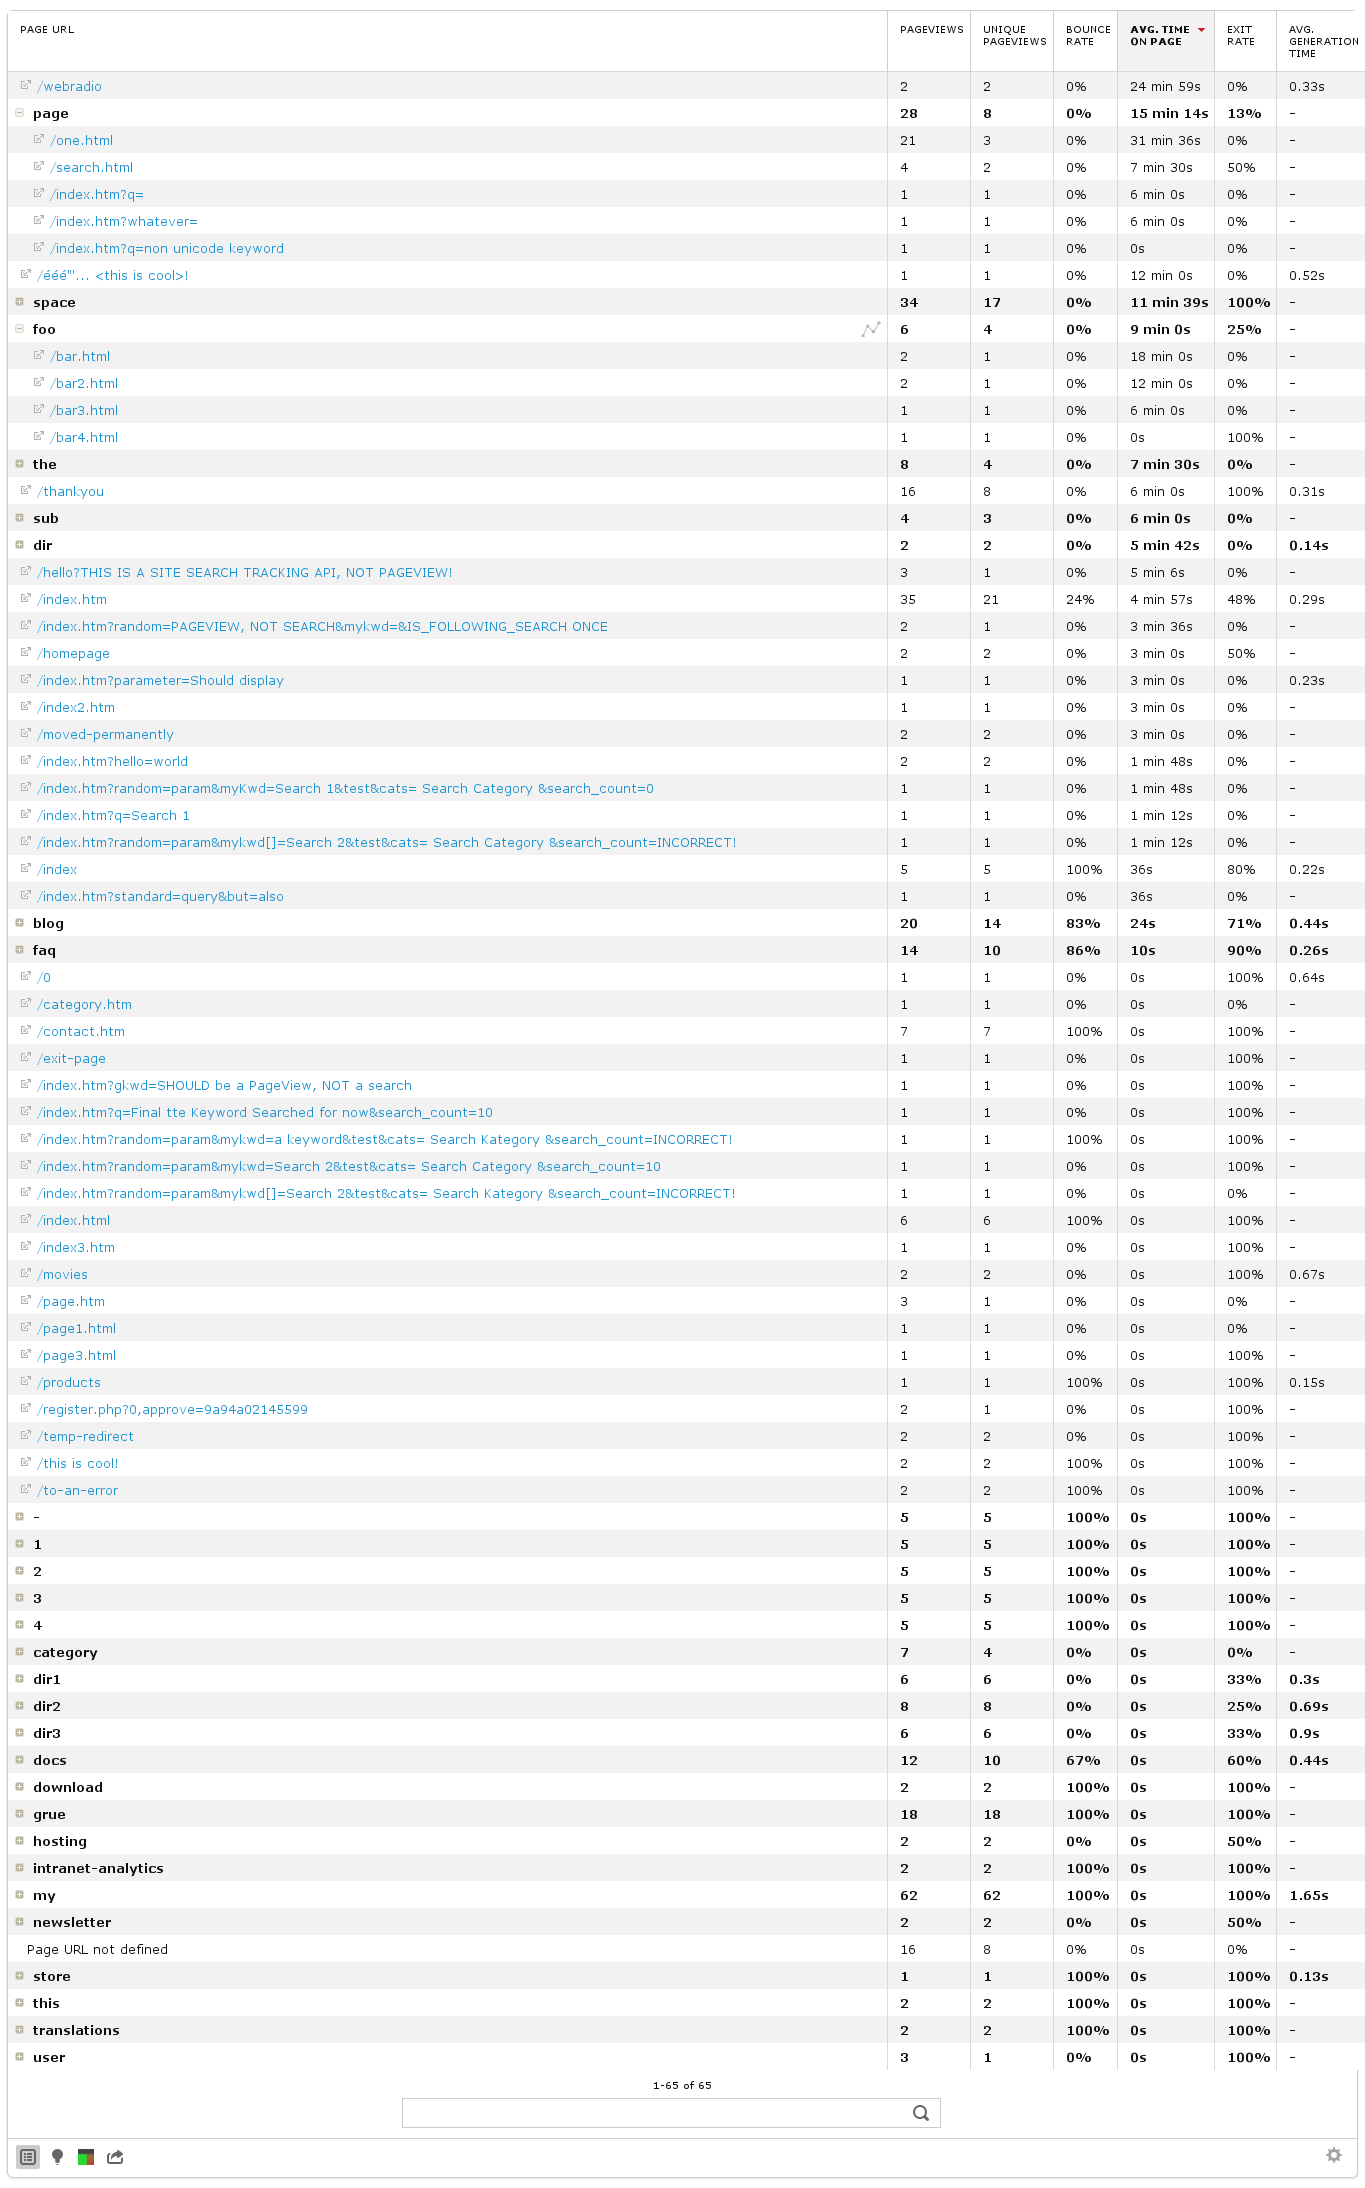 PAGE URL PAGEVIEWS UNIQUE PAGEVIEWS BOUNCE RATE AVG. TIME ON PAGE EXIT RATE AVG. GENERATION TIME
/webradio 2 2 0% 24 min 59s 0% 0.33s
page 28 8 0% 15 min 14s 13% -
/one.html 21 3 0% 31 min 36s 0% -
/search.html 4 2 0% 7 min 30s 50% -
/index.htm?q= 1 1 0% 6 min 0s 0% -
/index.htm?whatever= 1 1 0% 6 min 0s 0% -
/index.htm?q=non unicode keyword 1 1 0% 0s 0% -
/ééé"'... <this is cool>! 1 1 0% 12 min 0s 0% 0.52s
space 34 17 0% 11 min 39s 100% -
foo 6 4 0% 9 min 0s 25% -
/bar.html 2 1 0% 18 min 0s 0% -
/bar2.html 2 1 0% 12 min 0s 0% -
/bar3.html 1 1 0% 6 min 0s 0% -
/bar4.html 1 1 0% 0s 100% -
the 8 4 0% 7 min 30s 0% -
/thankyou 16 8 0% 6 min 0s 100% 0.31s
sub 4 3 0% 6 min 0s 0% -
dir 2 2 0% 5 min 42s 0% 0.14s
/hello?THIS IS A SITE SEARCH TRACKING API, NOT PAGEVIEW! 3 1 0% 5 min 6s 0% -
/index.htm 35 21 24% 4 min 57s 48% 0.29s
/index.htm?random=PAGEVIEW, NOT SEARCH&mykwd=&IS_FOLLOWING_SEARCH ONCE 2 1 0% 3 min 36s 0% -
/homepage 2 2 0% 3 min 0s 50% -
/index.htm?parameter=Should display 1 1 0% 3 min 0s 0% 0.23s
/index2.htm 1 1 0% 3 min 0s 0% -
/moved-permanently 2 2 0% 3 min 0s 0% -
/index.htm?hello=world 2 2 0% 1 min 48s 0% -
/index.htm?random=param&myKwd=Search 1&test&cats= Search Category &search_count=0 1 1 0% 1 min 48s 0% -
/index.htm?q=Search 1 1 1 0% 1 min 12s 0% -
/index.htm?random=param&mykwd[]=Search 2&test&cats= Search Category &search_count=INCORRECT! 1 1 0% 1 min 12s 0% -
/index 5 5 100% 36s 80% 0.22s
/index.htm?standard=query&but=also 1 1 0% 36s 0% -
blog 20 14 83% 24s 71% 0.44s
faq 14 10 86% 10s 90% 0.26s
/0 1 1 0% 0s 100% 0.64s
/category.htm 1 1 0% 0s 0% -
/contact.htm 7 7 100% 0s 100% -
/exit-page 1 1 0% 0s 100% -
/index.htm?gkwd=SHOULD be a PageView, NOT a search 1 1 0% 0s 100% -
/index.htm?q=Final tte Keyword Searched for now&search_count=10 1 1 0% 0s 100% -
/index.htm?random=param&mykwd=a keyword&test&cats= Search Kategory &search_count=INCORRECT! 1 1 100% 0s 100% -
/index.htm?random=param&mykwd=Search 2&test&cats= Search Category &search_count=10 1 1 0% 0s 100% -
/index.htm?random=param&mykwd[]=Search 2&test&cats= Search Kategory &search_count=INCORRECT! 1 1 0% 0s 0% -
/index.html 6 6 100% 0s 100% -
/index3.htm 1 1 0% 0s 100% -
/movies 2 2 0% 0s 100% 0.67s
/page.htm 3 1 0% 0s 0% -
/page1.html 1 1 0% 0s 0% -
/page3.html 1 1 0% 0s 100% -
/products 1 1 100% 0s 100% 0.15s
/register.php?0,approve=9a94a02145599 2 1 0% 0s 100% -
/temp-redirect 2 2 0% 0s 100% -
/this is cool! 2 2 100% 0s 100% -
/to-an-error 2 2 100% 0s 100% -
- 5 5 100% 0s 100% -
1 5 5 100% 0s 100% -
2 5 5 100% 0s 100% -
3 5 5 100% 0s 100% -
4 5 5 100% 0s 100% -
category 7 4 0% 0s 0% -
dir1 6 6 0% 0s 33% 0.3s
dir2 8 8 0% 0s 25% 0.69s
dir3 6 6 0% 0s 33% 0.9s
docs 12 10 67% 0s 60% 0.44s
download 2 2 100% 0s 100% -
grue 18 18 100% 0s 100% -
hosting 2 2 0% 0s 50% -
intranet-analytics 2 2 100% 0s 100% -
my 62 62 100% 0s 100% 1.65s
newsletter 2 2 0% 0s 50% -
Page URL not defined 16 8 0% 0s 0% -
store 1 1 100% 0s 100% 0.13s
this 2 2 100% 0s 100% -
translations 2 2 100% 0s 100% -
user 3 1 0% 0s 100% -
1-65 of 65